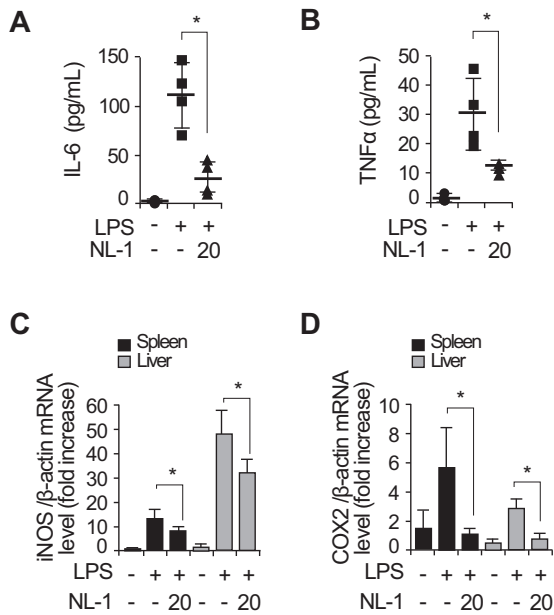 A
*
IL-6 (pg/mL)
150
100
50
0
LPS - + +
NL-1 - - 20
B
*
TNFα (pg/mL)
60
50
40
30
20
10
0
LPS - + +
NL-1 - - 20
C
Spleen
Liver
iNOS /β-actin mRNA
level (fold increase)
60
50
40
30
20
10
0
*
*
LPS - + + - + +
NL-1 - - 20 - - 20
D
Spleen
Liver
COX2 /β-actin mRNA
level (fold increase)
10
8
6
4
2
0
*
*
LPS - + + - + +
NL-1 - - 20 - - 20